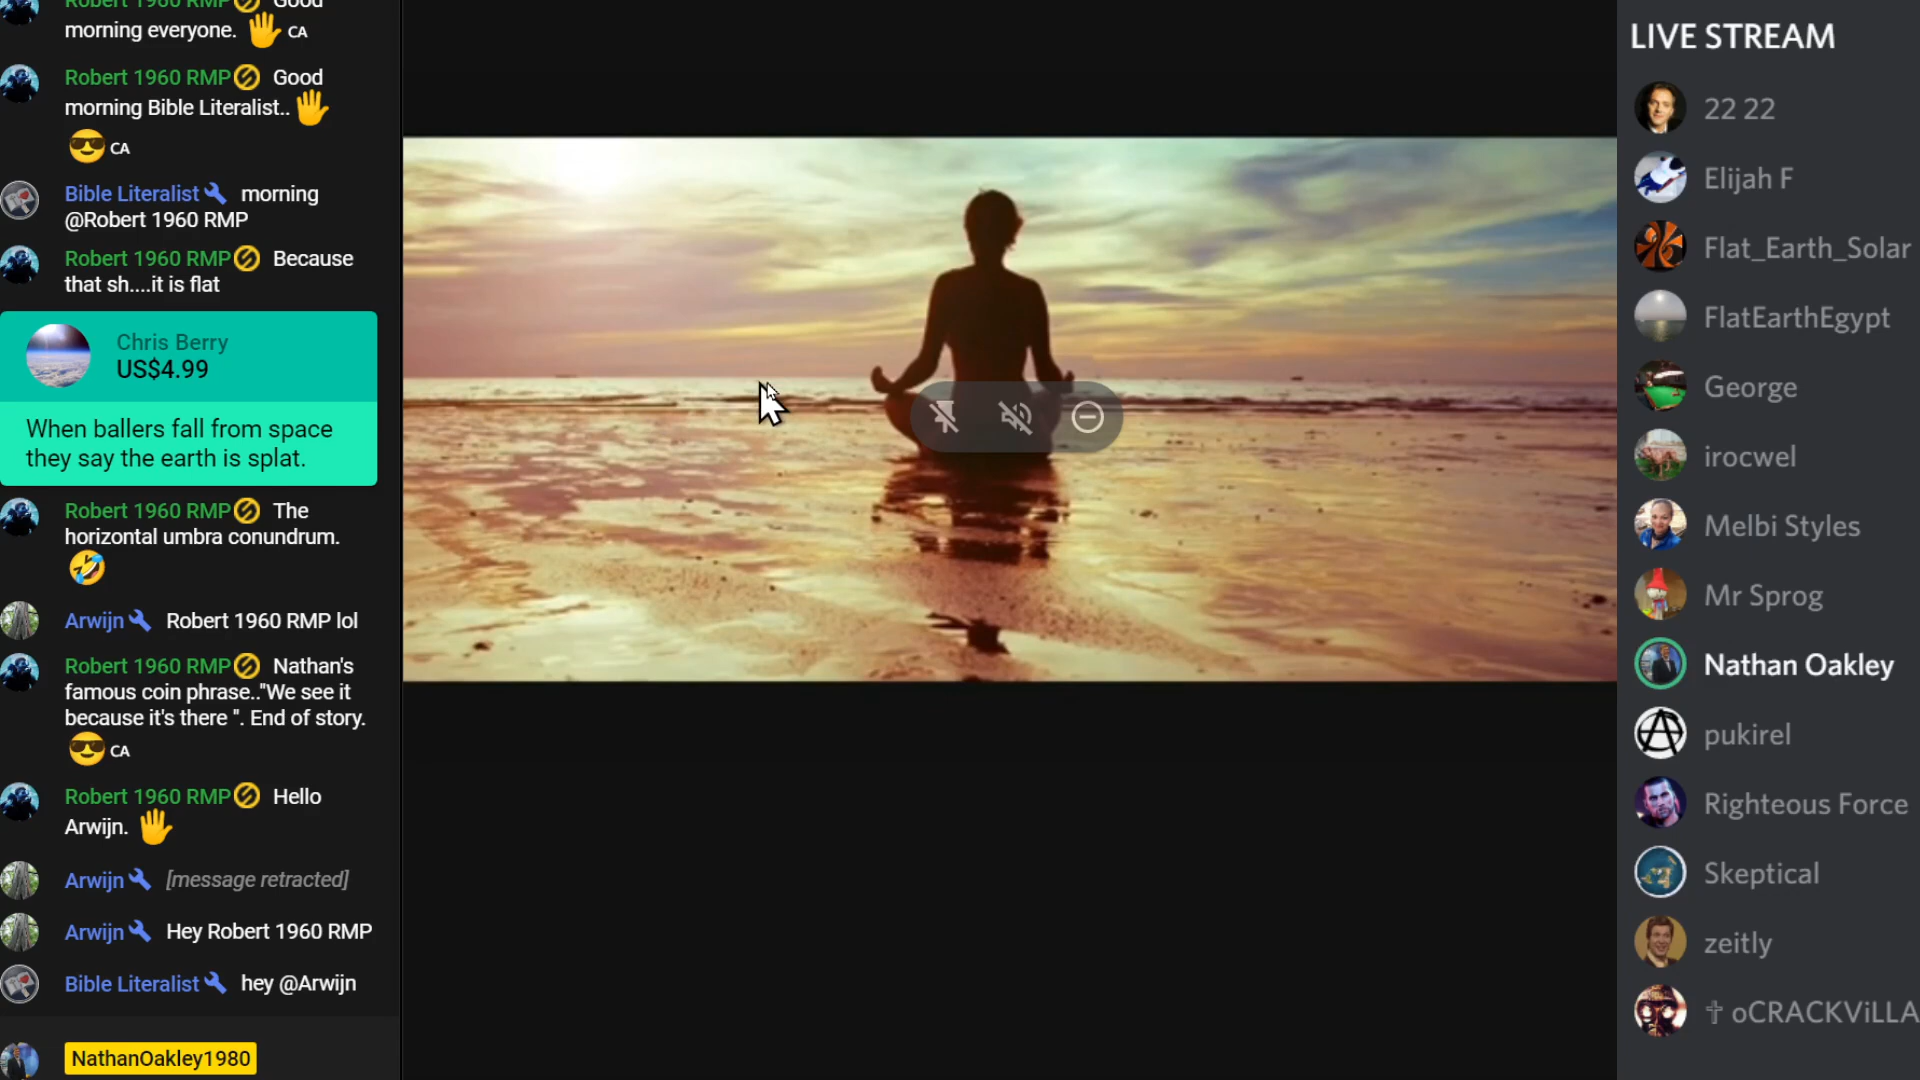 Robert 1960 RMP Good
morning everyone. CA
Robert 1960 RMP Good
morning Bible Literalist..
CA
Bible Literalist morning
@Robert 1960 RMP
Robert 1960 RMP Because
that sh....it is flat
Chris Berry
US$4.99
When ballers fall from space
they say the earth is splat.
Robert 1960 RMP The
horizontal umbra conundrum.
Arwijn Robert 1960 RMP lol
Robert 1960 RMP Nathan's
famous coin phrase.."We see it
because it's there ". End of story.
CA
Robert 1960 RMP Hello
Arwijn.
Arwijn [message retracted]
Arwijn Hey Robert 1960 RMP
Bible Literalist hey @Arwijn
NathanOakley1980
LIVE STREAM
22 22
Elijah F
Flat_Earth_Solar
FlatEarthEgypt
George
irocwel
Melbi Styles
Mr Sprog
Nathan Oakley
pukirel
Righteous Force
Skeptical
zeitly
✝ oCRACKViLLA